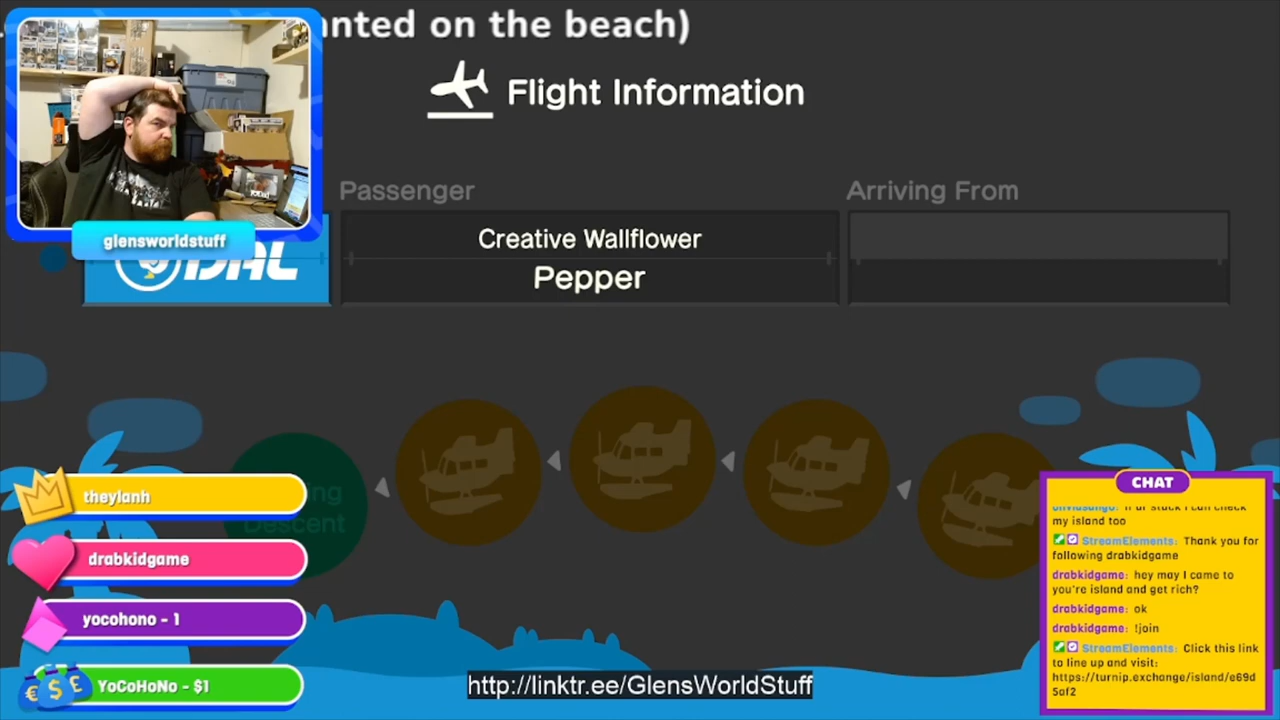 anted on the beach)
Flight Information
Passenger
Arriving From
glensworldstuff
DAL
Creative Wallflower
Pepper
Descent
theylanh
drabkidgame
yocohono - 1
YoCoHoNo - $1
http://linktr.ee/GlensWorldStuff
CHAT
my island too
StreamElements: Thank you for
following drabkidgame
drabkidgame: hey may I came to
you're island and get rich?
drabkidgame: ok
drabkidgame: !join
StreamElements: Click this link
to line up and visit:
https://turnip.exchange/island/e69d
5af2